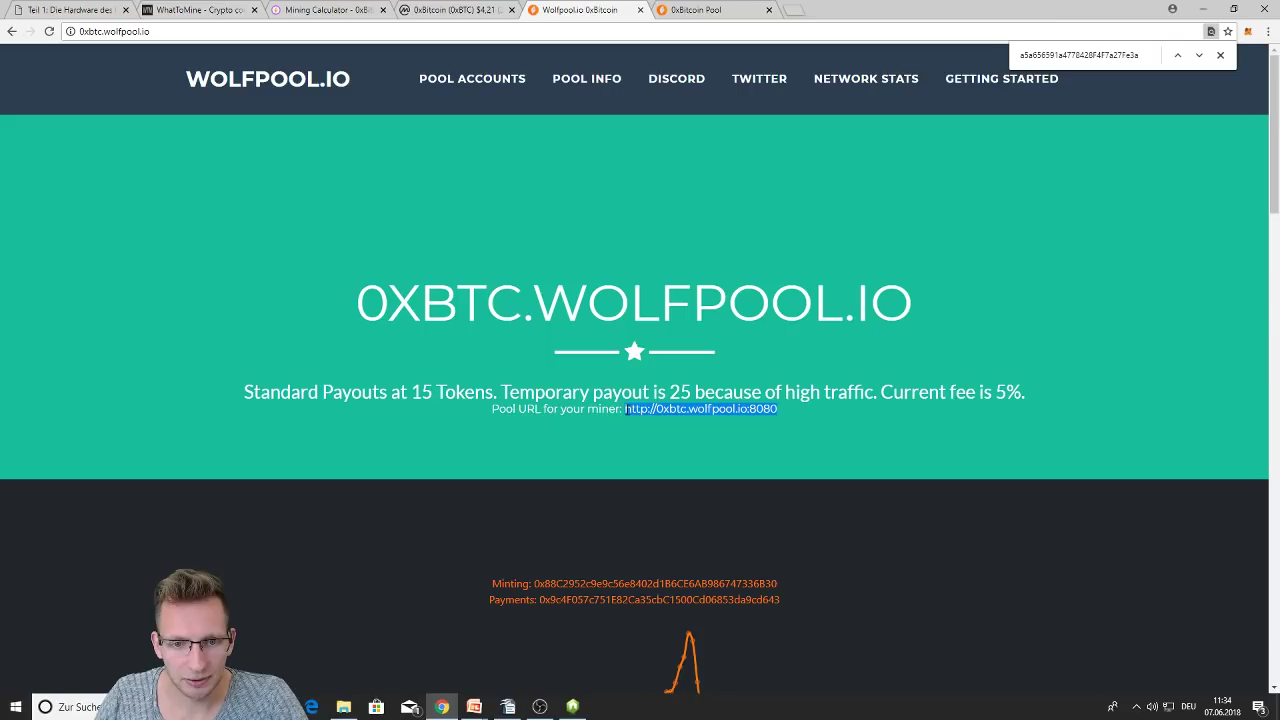 Teil 1: Die Hardware des
WhatToMine - Crypto co
Mining Calculator - 0xB
0xBitcoin (0xBTC) $4,21 (
Wolfpool.io 0xBitcoin
0xBitcoin Pool
0xbtc.wolfpool.io
a5a656591a4778428F4F7a27Fe3a
WOLFPOOL.IO
POOL ACCOUNTS
POOL INFO
DISCORD
TWITTER
NETWORK STATS
GETTING STARTED
0XBTC.WOLFPOOL.IO
Standard Payouts at 15 Tokens. Temporary payout is 25 because of high traffic. Current fee is 5%.
Pool URL for your miner: http://0xbtc.wolfpool.io:8080
Minting: 0x88C2952c9e9c56e8402d1B6CE6AB986747336B30
Payments: 0x9c4F057c751E82Ca35cbC1500Cd06853da9cd643
Zur Suche
DEU
11:34
07.06.2018